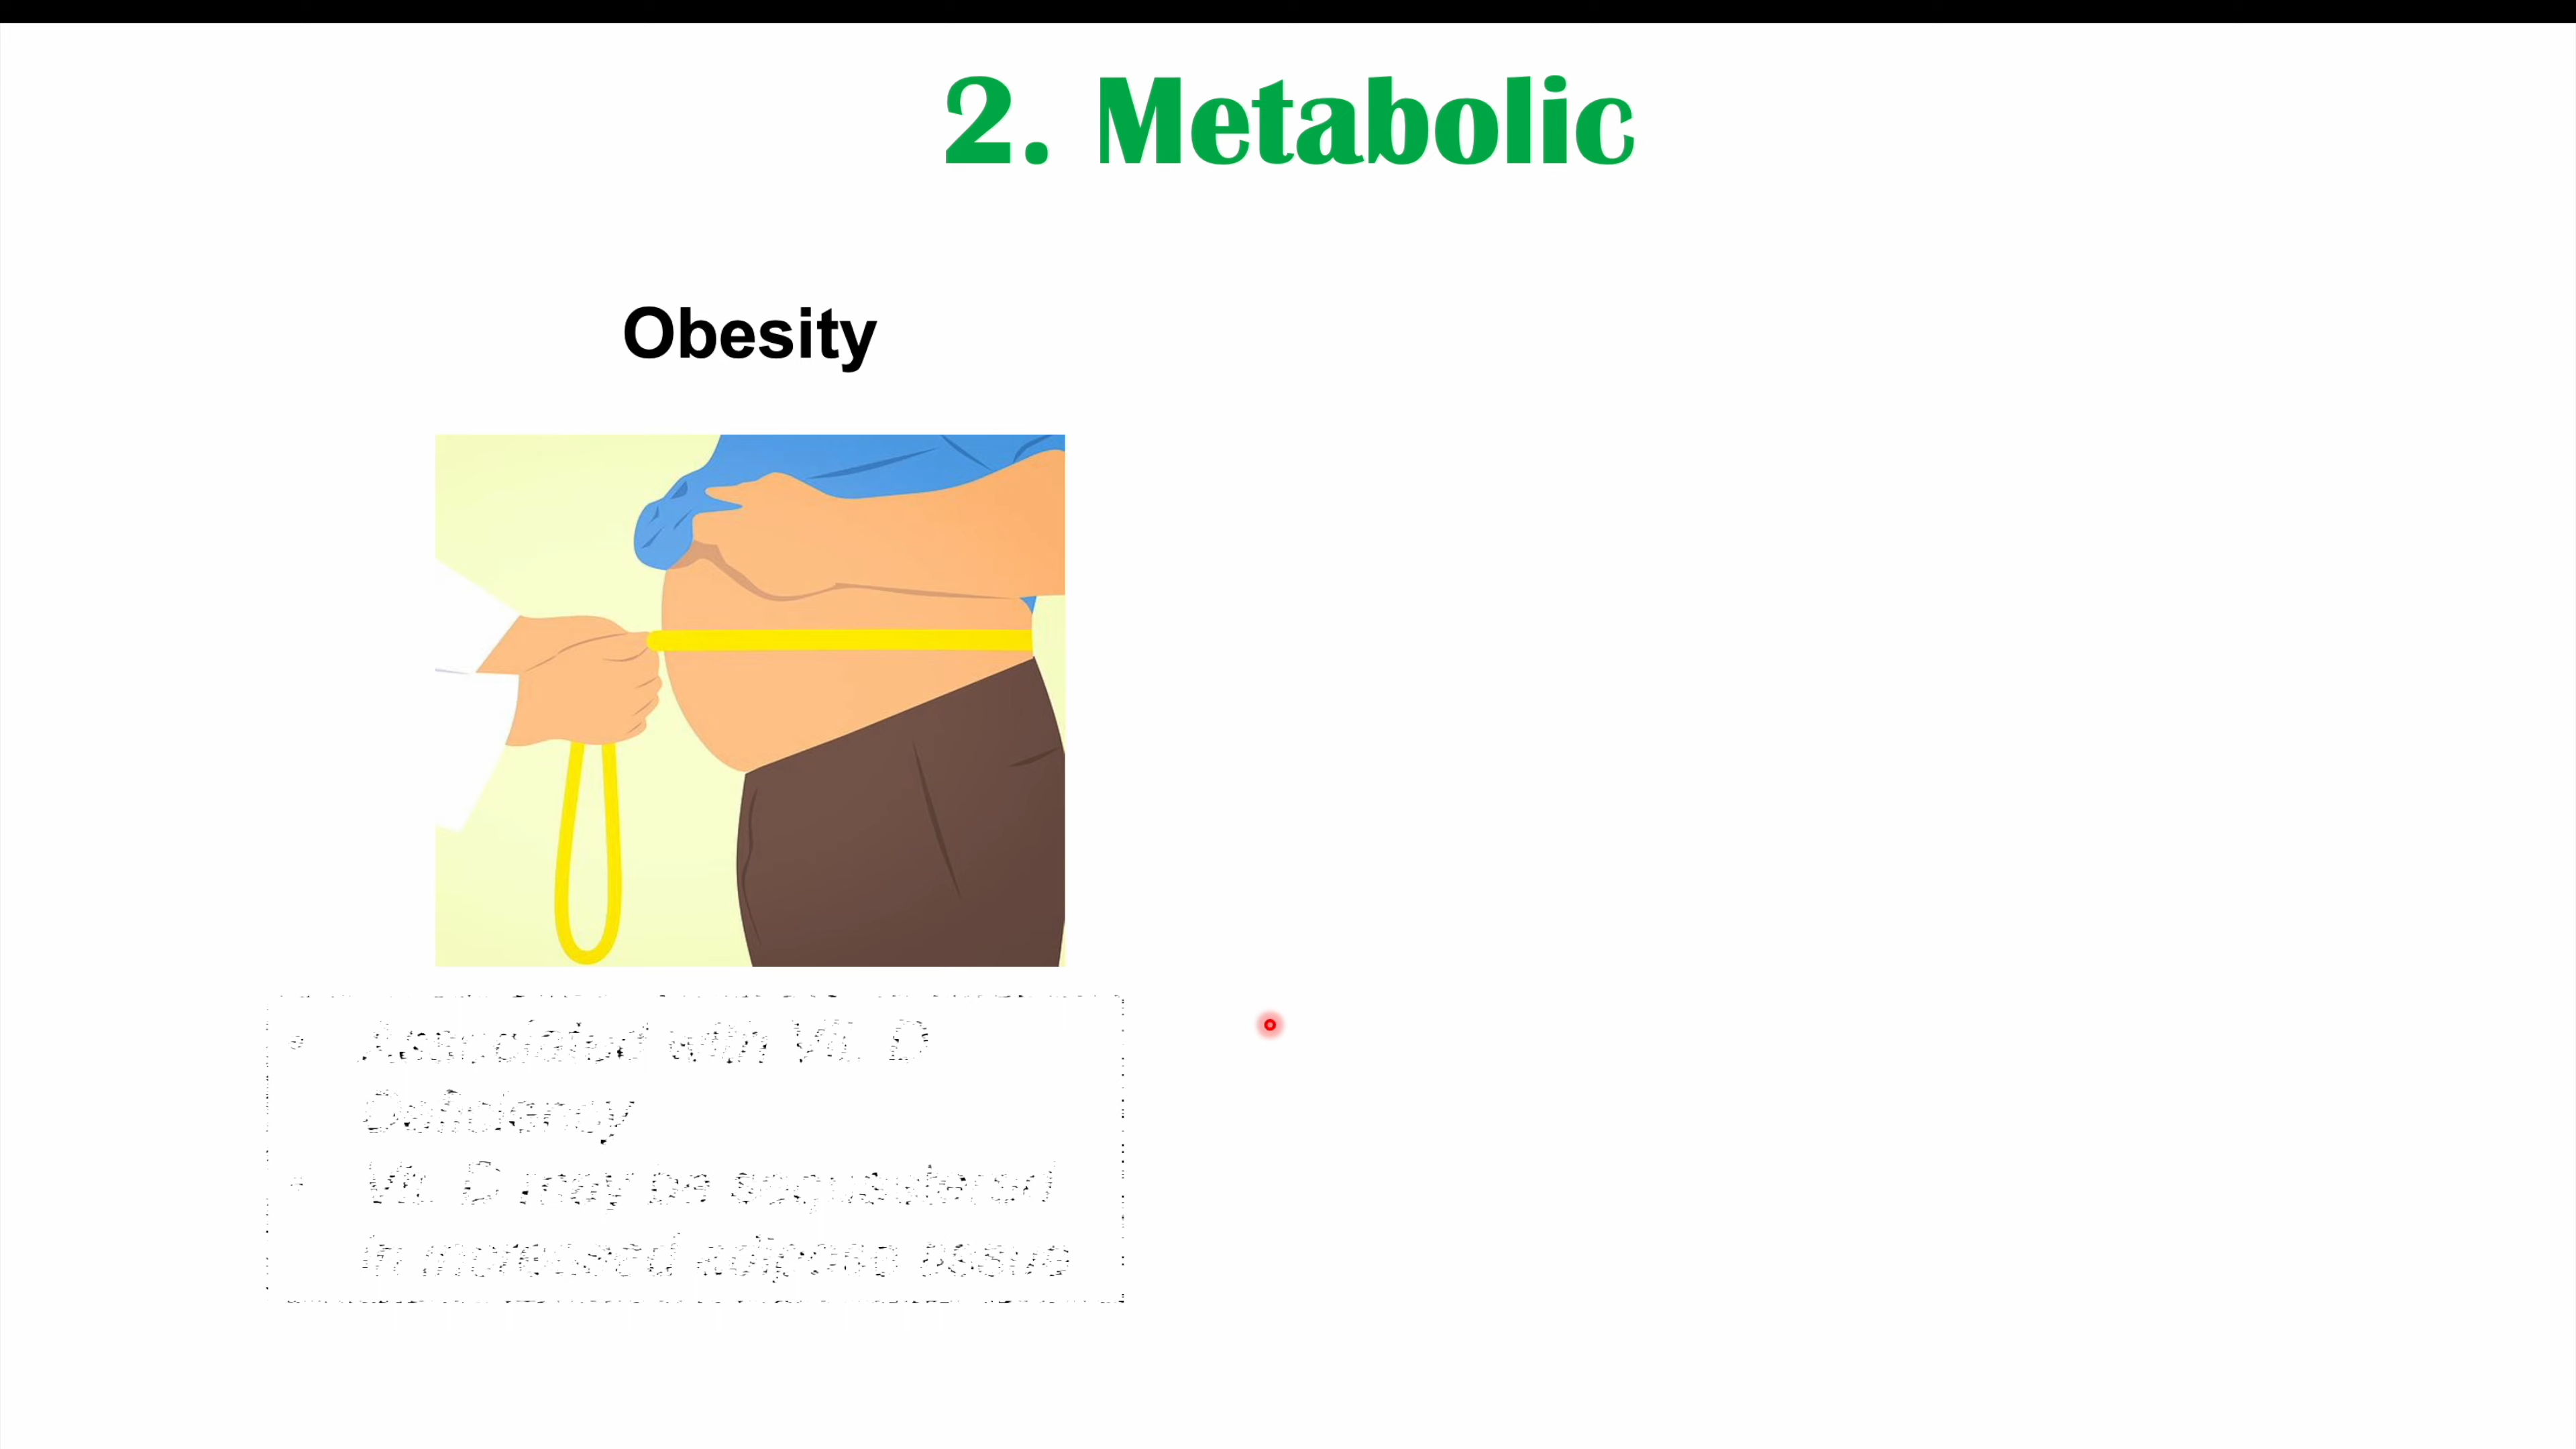 2. Metabolic
Obesity
• Associated with Vit. D
Deficiency
• Vit. D may be sequestered
in increased adipose tissue